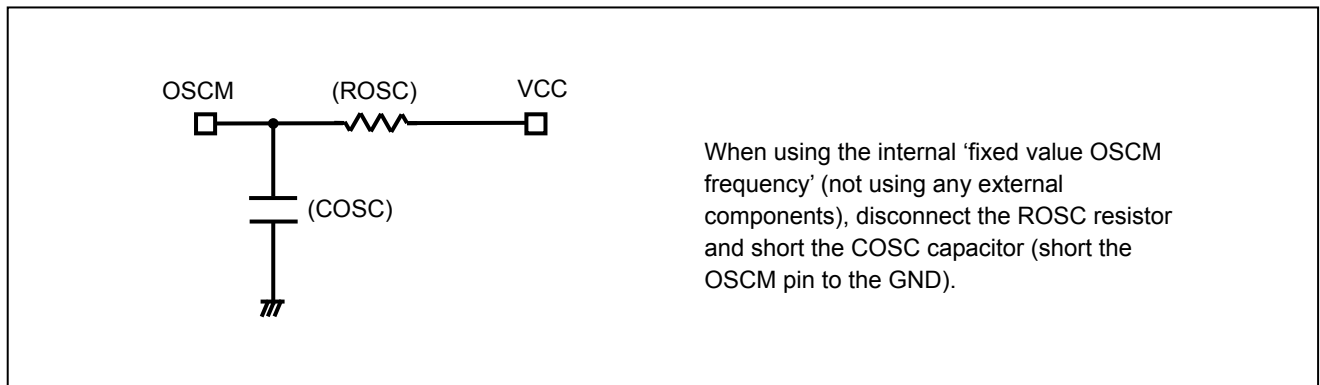 OSCM (ROSC) VCC
(COSC)
When using the internal ‘fixed value OSCM
frequency’ (not using any external
components), disconnect the ROSC resistor
and short the COSC capacitor (short the
OSCM pin to the GND).